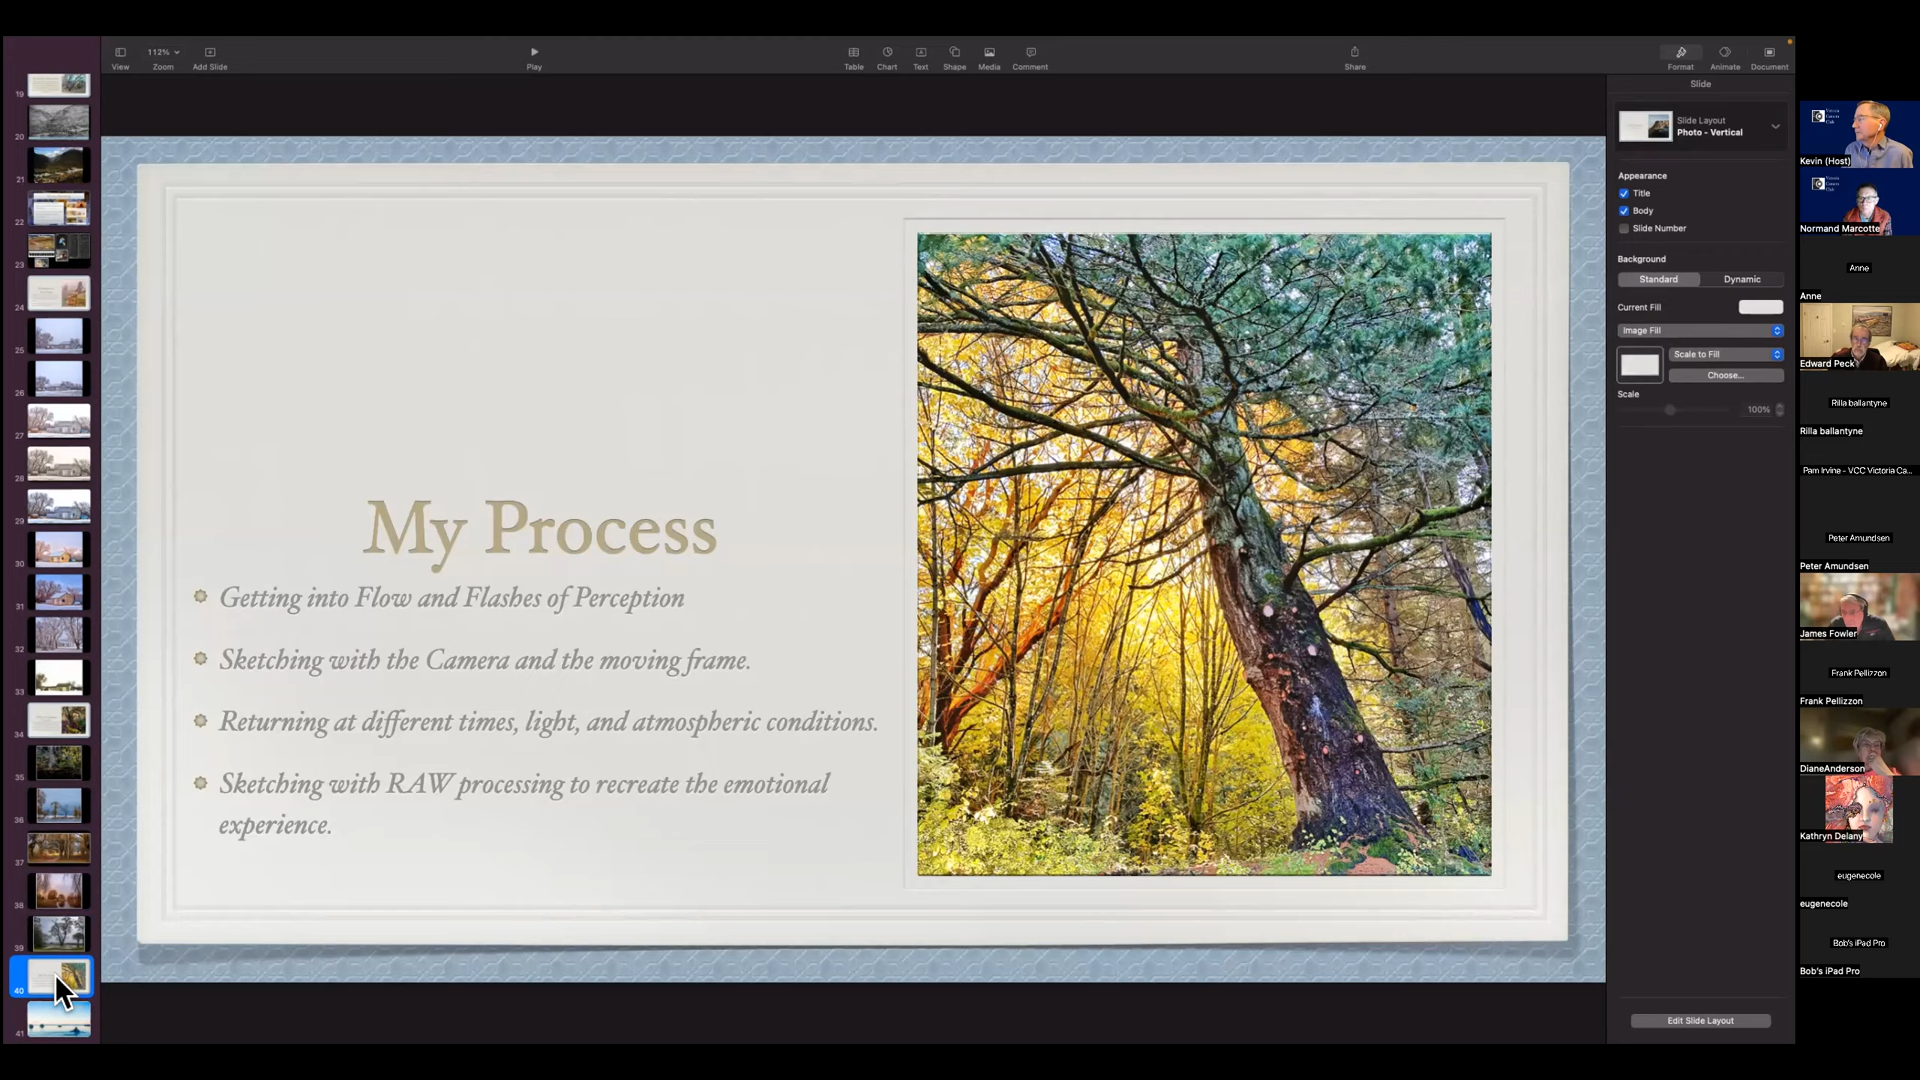 View
112%
Zoom
Add Slide
Play
Table
Chart
Text
Shape
Media
Comment
Share
Format
Animate
Document
19
20
21
22
23
24
25
26
27
28
29
30
31
32
33
34
35
36
37
38
39
40
41
My Process
Getting into Flow and Flashes of Perception
Sketching with the Camera and the moving frame.
Returning at different times, light, and atmospheric conditions.
Sketching with RAW processing to recreate the emotional
experience.
Slide
Slide Layout
Photo - Vertical
Appearance
Title
Body
Slide Number
Background
Standard Dynamic
Current Fill
Image Fill
Scale to Fill
Choose...
Scale
100%
Edit Slide Layout
Victoria
Camera
Club
Kevin (Host)
Victoria
Camera
Club
Normand Marcotte
Anne
Anne
Edward Peck
Rilla ballantyne
Rilla ballantyne
Pam Irvine - VCC Victoria Ca...
Peter Amundsen
Peter Amundsen
James Fowler
Frank Pellizzon
Frank Pellizzon
DianeAnderson
Kathryn Delany
eugenecole
eugenecole
Bob's iPad Pro
Bob's iPad Pro